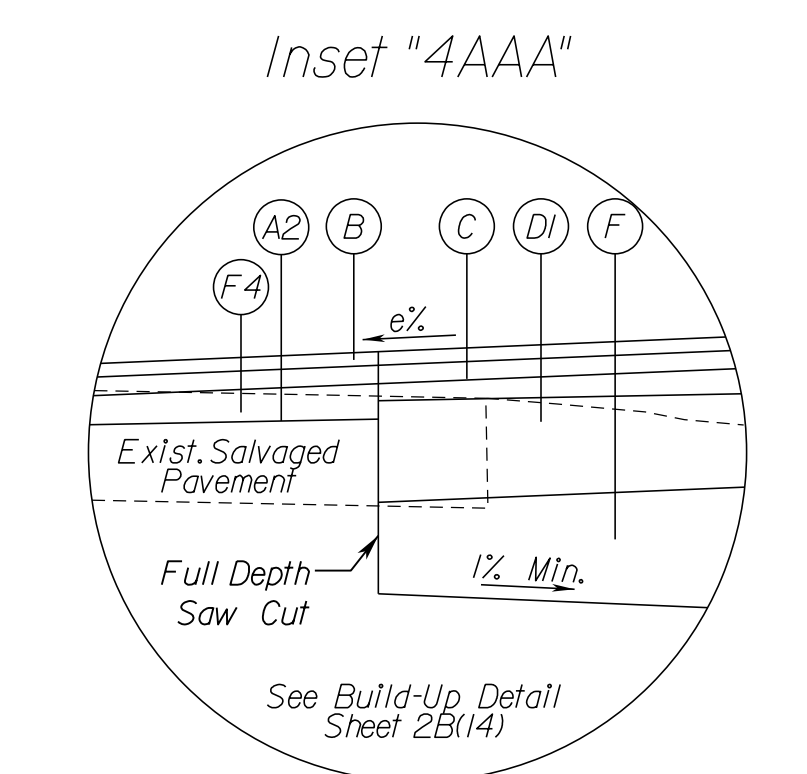 Inset "4AAA"
A2 B C D1 F
F4
e%
Exist. Salvaged
Pavement
1% Min.
Full Depth
Saw Cut
See Build-Up Detail
Sheet 2B(14)